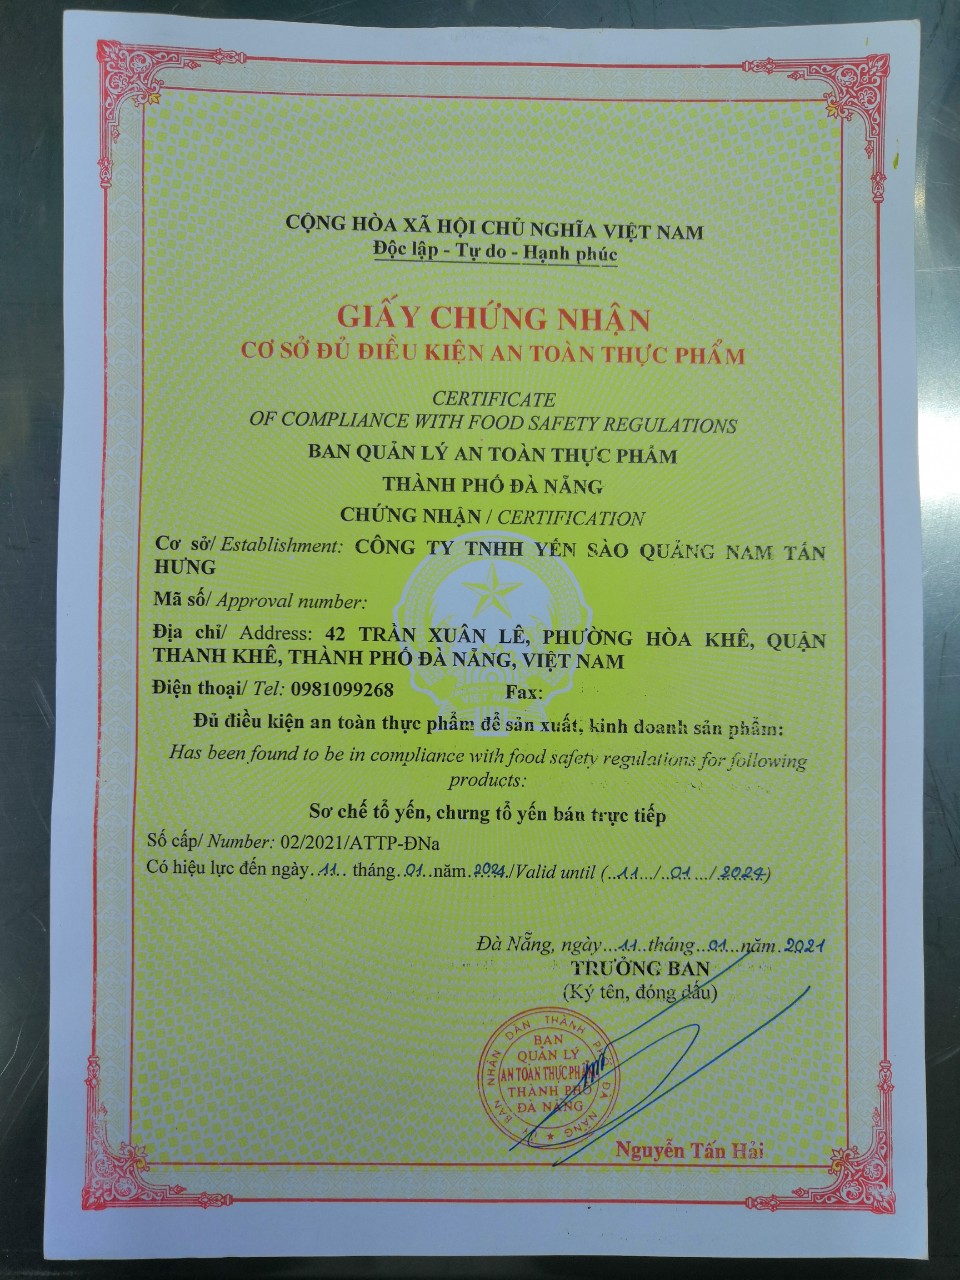 CỘNG HÒA XÃ HỘI CHỦ NGHĨA VIỆT NAM
Độc lập - Tự do - Hạnh phúc
GIẤY CHỨNG NHẬN
CƠ SỞ ĐỦ ĐIỀU KIỆN AN TOÀN THỰC PHẨM
CERTIFICATE
OF COMPLIANCE WITH FOOD SAFETY REGULATIONS
BAN QUẢN LÝ AN TOÀN THỰC PHẨM
THÀNH PHỐ ĐÀ NẴNG
CHỨNG NHẬN / CERTIFICATION
Cơ sở/ Establishment: CÔNG TY TNHH YẾN SÀO QUẢNG NAM TẤN
HƯNG
Mã số/ Approval number:
Địa chỉ/ Address: 42 TRẦN XUÂN LÊ, PHƯỜNG HÒA KHÊ, QUẬN
THANH KHÊ, THÀNH PHỐ ĐÀ NẴNG, VIỆT NAM
Điện thoại/ Tel: 0981099268 Fax:
Đủ điều kiện an toàn thực phẩm để sản xuất, kinh doanh sản phẩm:
Has been found to be in compliance with food safety regulations for following
products:
Sơ chế tổ yến, chưng tổ yến bán trực tiếp
Số cấp/ Number: 02/2021/ATTP-ĐNa
Có hiệu lực đến ngày..11.. tháng..01..năm.2024./Valid until (..11.../..01.../2024)
Đà Nẵng, ngày...11..tháng...01...năm.2021
TRƯỞNG BAN
(Ký tên, đóng dấu)
ỦY BAN NHÂN DÂN THÀNH PHỐ ĐÀ NẴNG
BAN
QUẢN LÝ
AN TOÀN THỰC PHẨM
THÀNH PHỐ
ĐÀ NẴNG
Nguyễn Tấn Hải